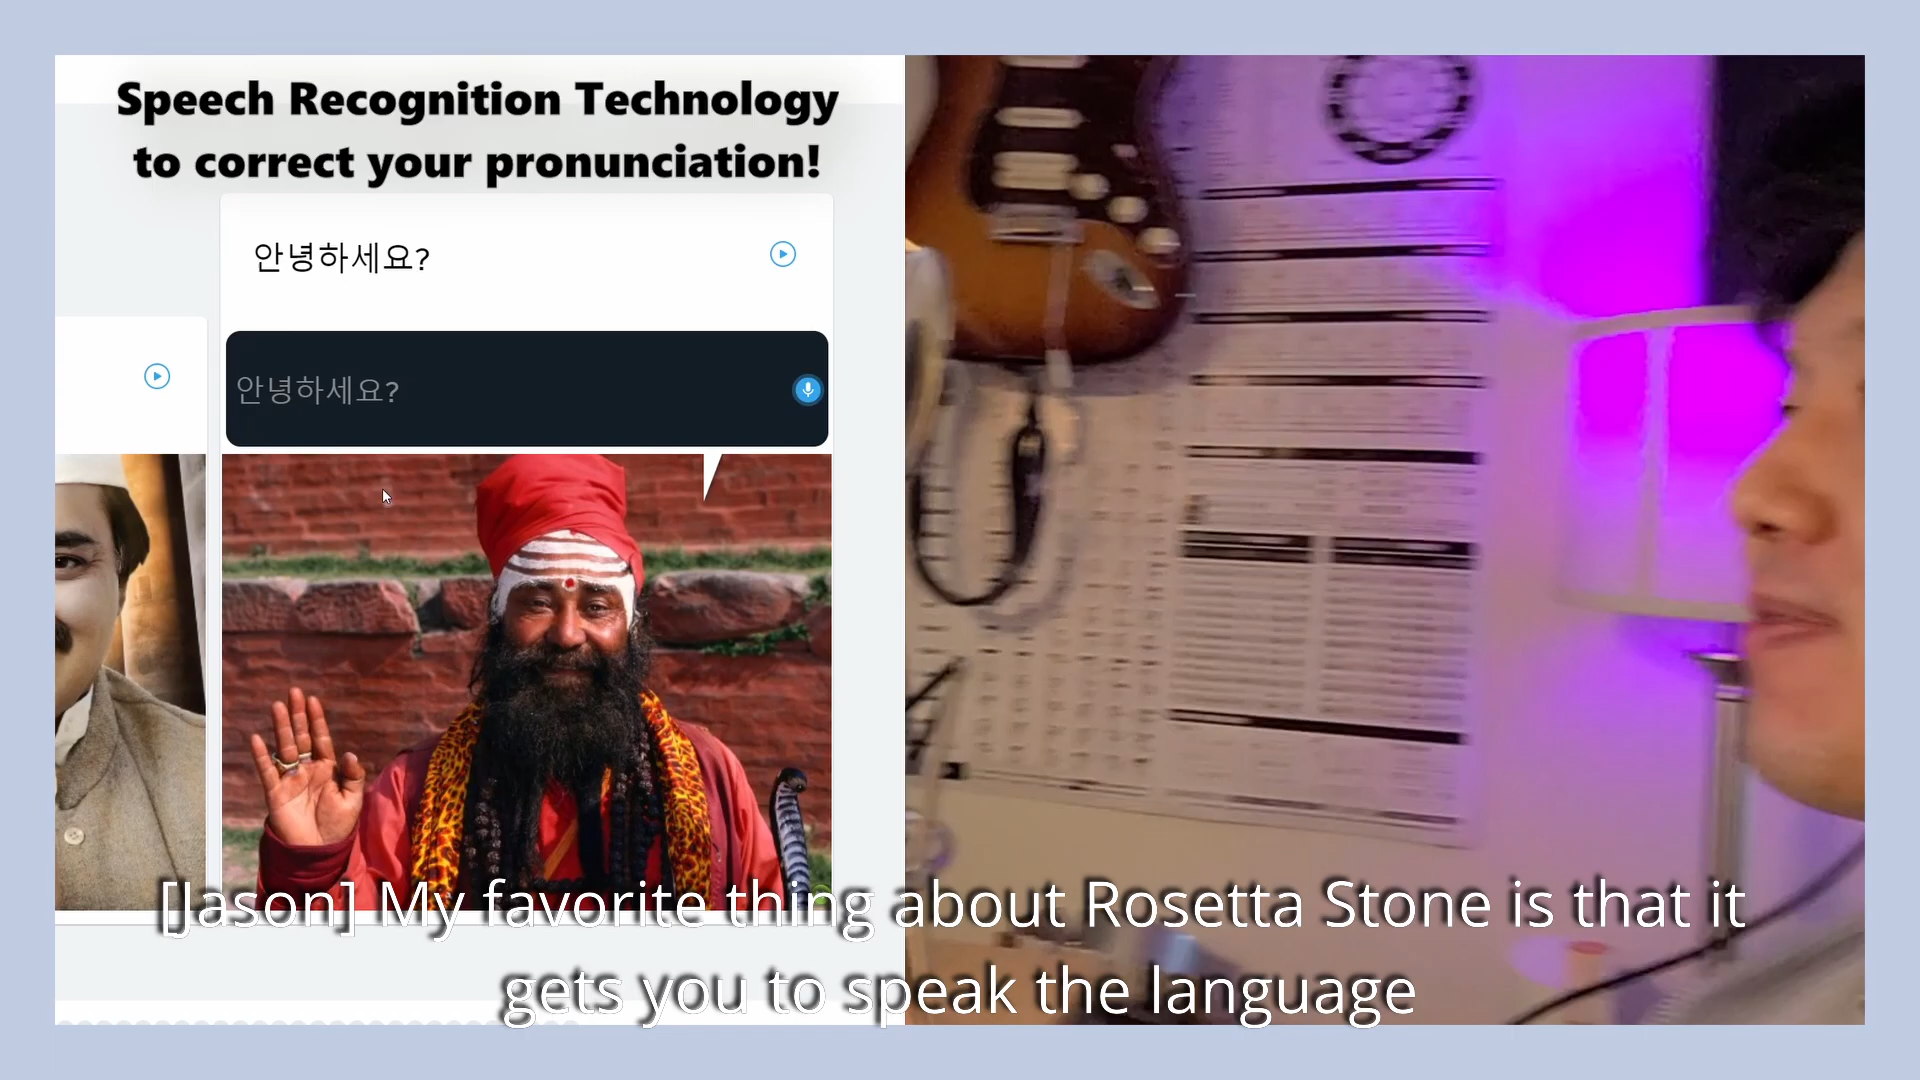 Speech Recognition Technology
to correct your pronunciation!
안녕하세요?
안녕하세요?
[Jason] My favorite thing about Rosetta Stone is that it
gets you to speak the language